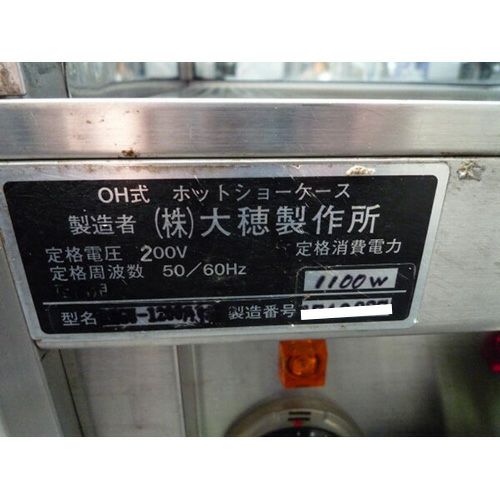 OH式 ホットショーケース
製造者 (株)大穂製作所
定格電圧 200V 定格消費電力
定格周波数 50/60Hz 1100W
型名 製造番号